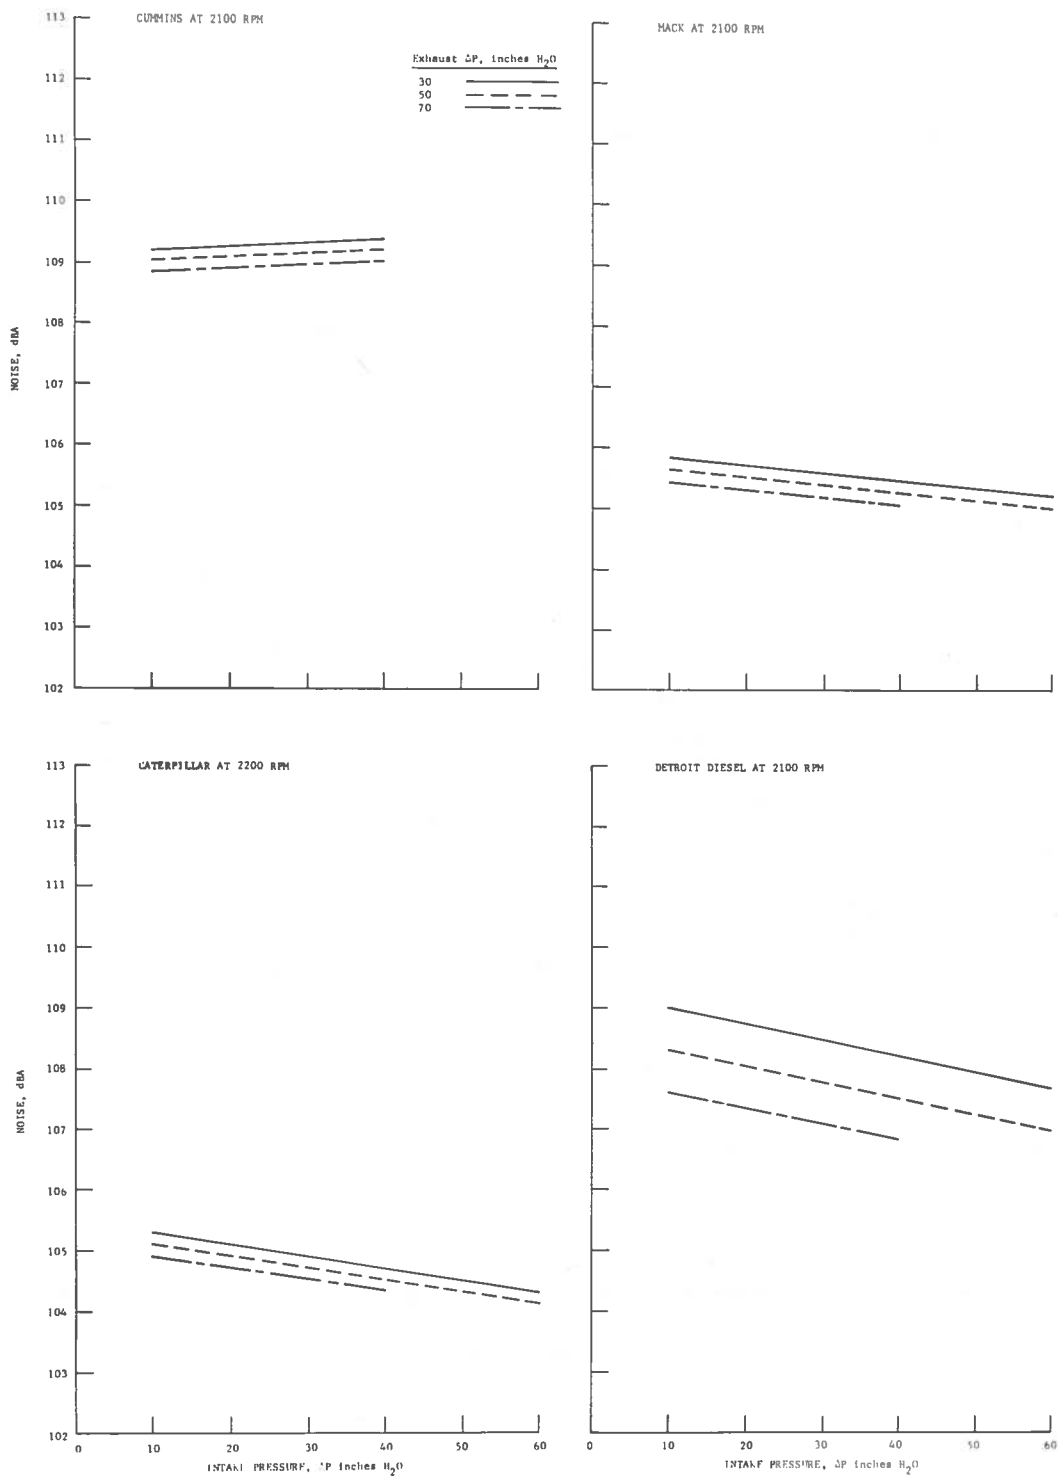 CUMMINS AT 2100 RPM
MACK AT 2100 RPM
Exhaust ΔP, inches H2O
30
50
70
113
112
111
110
109
108
107
106
105
104
103
102
NOISE, dBA
CATERPILLAR AT 2200 RPM
DETROIT DIESEL AT 2100 RPM
113
112
111
110
109
108
107
106
105
104
103
102
NOISE, dBA
0 10 20 30 40 50 60
0 10 20 30 40 50 60
INTAKE PRESSURE, ΔP inches H2O
INTAKE PRESSURE, ΔP inches H2O